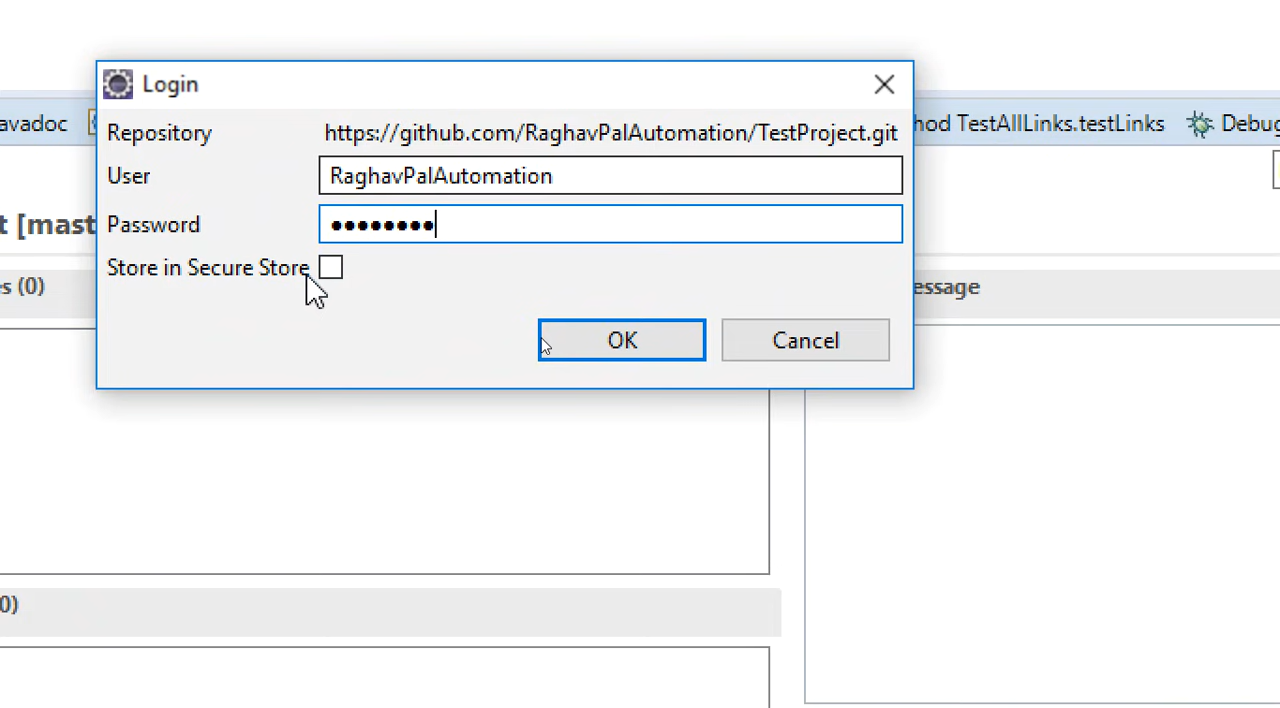 Login
avadoc
hod TestAllLinks.testLinks
Debug
Repository
https://github.com/RaghavPalAutomation/TestProject.git
User
RaghavPalAutomation
t [mast
Password
••••••••
Store in Secure Store
s (0)
essage
OK
Cancel
0)